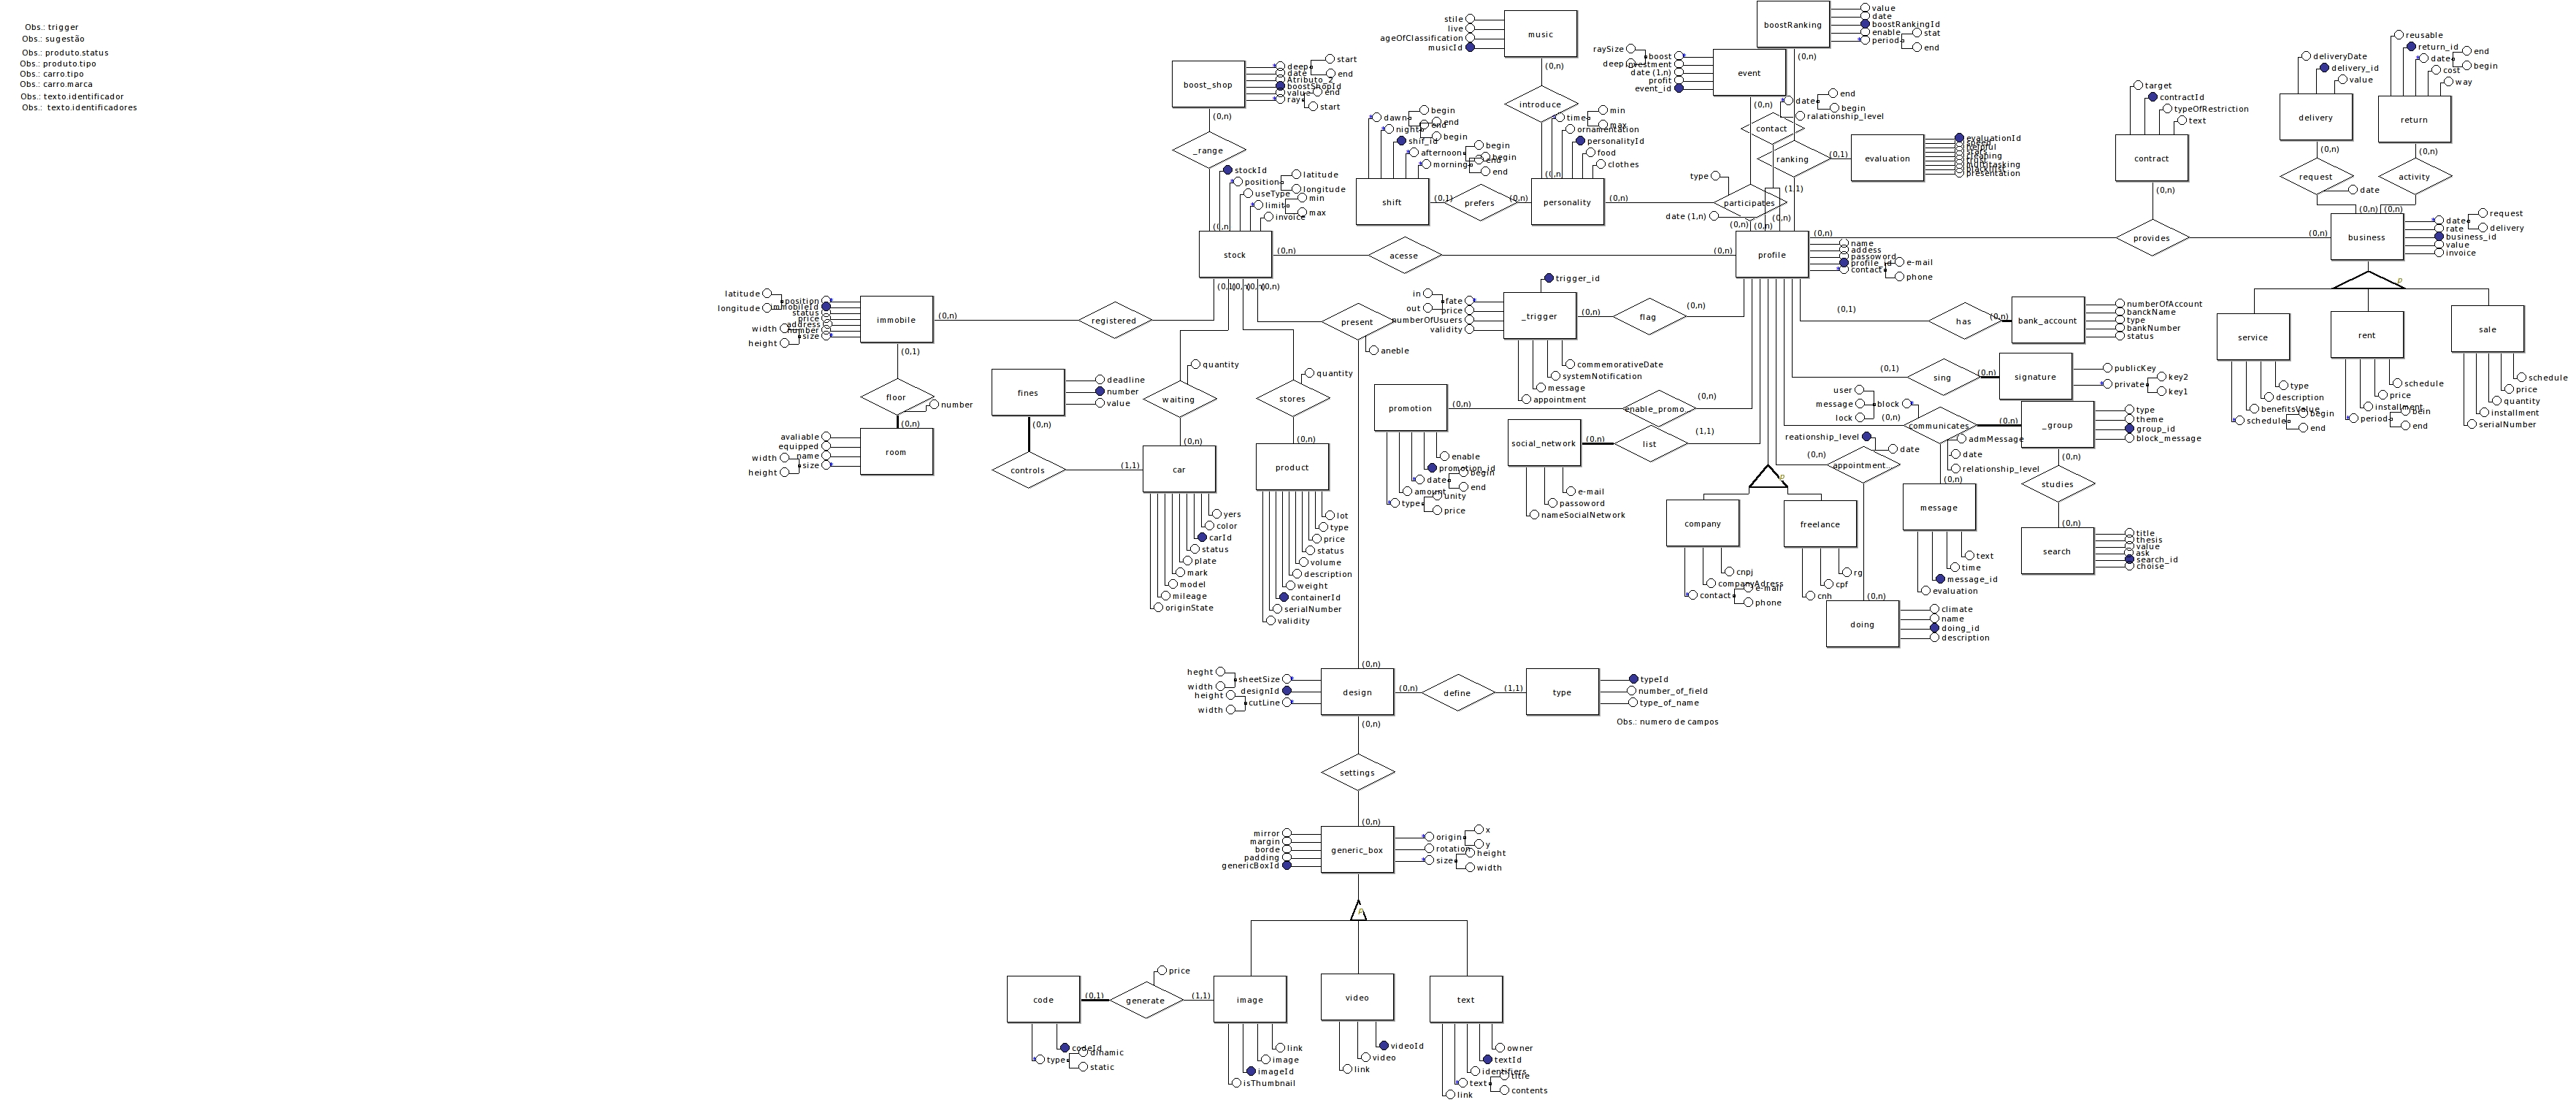 Obs.: trigger
Obs.: sugestão
Obs.: produto.status
Obs.: produto.tipo
Obs.: carro.tipo
Obs.: carro.marca
Obs.: texto.identificador
Obs.: texto.identificadores
boost_shop
deep
start
end
date
Atributo_2
boostShopId
value
ray
end
start
(0,n)
_range
music
stile
live
ageOfClassification
musicId
(0,n)
introduce
boostRanking
value
date
boostRankingId
enable
period
stat
end
(0,n)
event
raySize
deep
boost
investment
date (1,n)
profit
event_id
(0,n)
contact
date
end
begin
ralationship_level
ranking
(0,1)
evaluation
evaluationId
helpful
multitasking
presentation
shift
dawn
begin
end
night
begin
shif_id
afternoon
begin
end
morning
begin
end
(0,1)
prefers
(0,n)
personality
time
min
max
ornamentation
personalityId
food
clothes
(0,n)
type
participates
date (1,n)
(1,1)
(0,n)
(0,n)
(0,n)
contract
target
contractId
typeOfRestriction
text
(0,n)
provides
(0,n)
(0,n)
delivery
deliveryDate
delivery_id
value
(0,n)
request
date
return
reusable
return_id
date
end
begin
cost
way
(0,n)
activity
(0,n)
(0,n)
business
date
request
delivery
rate
business_id
value
invoice
p
service
type
description
benefitsValue
schedule
begin
end
rent
schedule
price
installment
period
bein
end
sale
schedule
price
quantity
installment
serialNumber
stock
stockId
position
latitude
longitude
useType
limit
min
max
invoice
(0,n)
acesse
(0,n)
profile
name
addess
password
profile_id
contact
e-mail
phone
immobile
latitude
longitude
position
immobileId
status
price
address
number
size
width
height
(0,n)
registered
(0,1)
floor
number
(0,n)
room
avaliable
equipped
name
size
width
height
fines
deadline
number
value
(0,n)
controls
(1,1)
car
waiting
quantity
(0,n)
yers
color
carId
status
plate
mark
model
mileage
originState
stores
quantity
(0,n)
product
lot
type
price
status
volume
description
weight
containerId
serialNumber
validity
present
aneble
_trigger
trigger_id
in
out
fate
price
numberOfUsers
validity
commemorativeDate
systemNotification
message
appointment
(0,n)
flag
(0,n)
promotion
(0,n)
enable_promo...
(0,n)
enable
promotion_id
date
begin
end
amount
type
unity
price
social_network
(0,n)
list
(1,1)
e-mail
password
nameSocialNetwork
(0,1)
has
(0,n)
bank_account
numberOfAccount
banckName
type
bankNumber
status
(0,1)
sing
(0,n)
signature
publicKey
private
key2
key1
user
message
lock
block
(0,n)
communicates
(0,n)
admMessage
date
relationship_level
_group
type
theme
group_id
block_message
(0,n)
studies
(0,n)
search
title
thesis
value
ask
search_id
choise
reationship_level
date
(0,n)
appointment...
(0,n)
message
text
time
message_id
evaluation
p
company
cnpj
companyAdress
contact
e-mail
phone
freelance
rg
cpf
cnh
(0,n)
doing
climate
name
doing_id
description
(0,n)
design
heght
width
sheetSize
designId
cutLine
height
width
(0,n)
define
(1,1)
type
typeId
number_of_field
type_of_name
Obs.: numero de campos
(0,n)
settings
(0,n)
generic_box
mirror
margin
borde
padding
genericBoxId
origin
x
y
rotation
size
height
width
p
code
codeId
type
dinamic
static
(0,1)
generate
price
(1,1)
image
link
image
imageId
isThumbnail
video
videoId
video
link
text
owner
textId
identifiers
text
title
contents
link